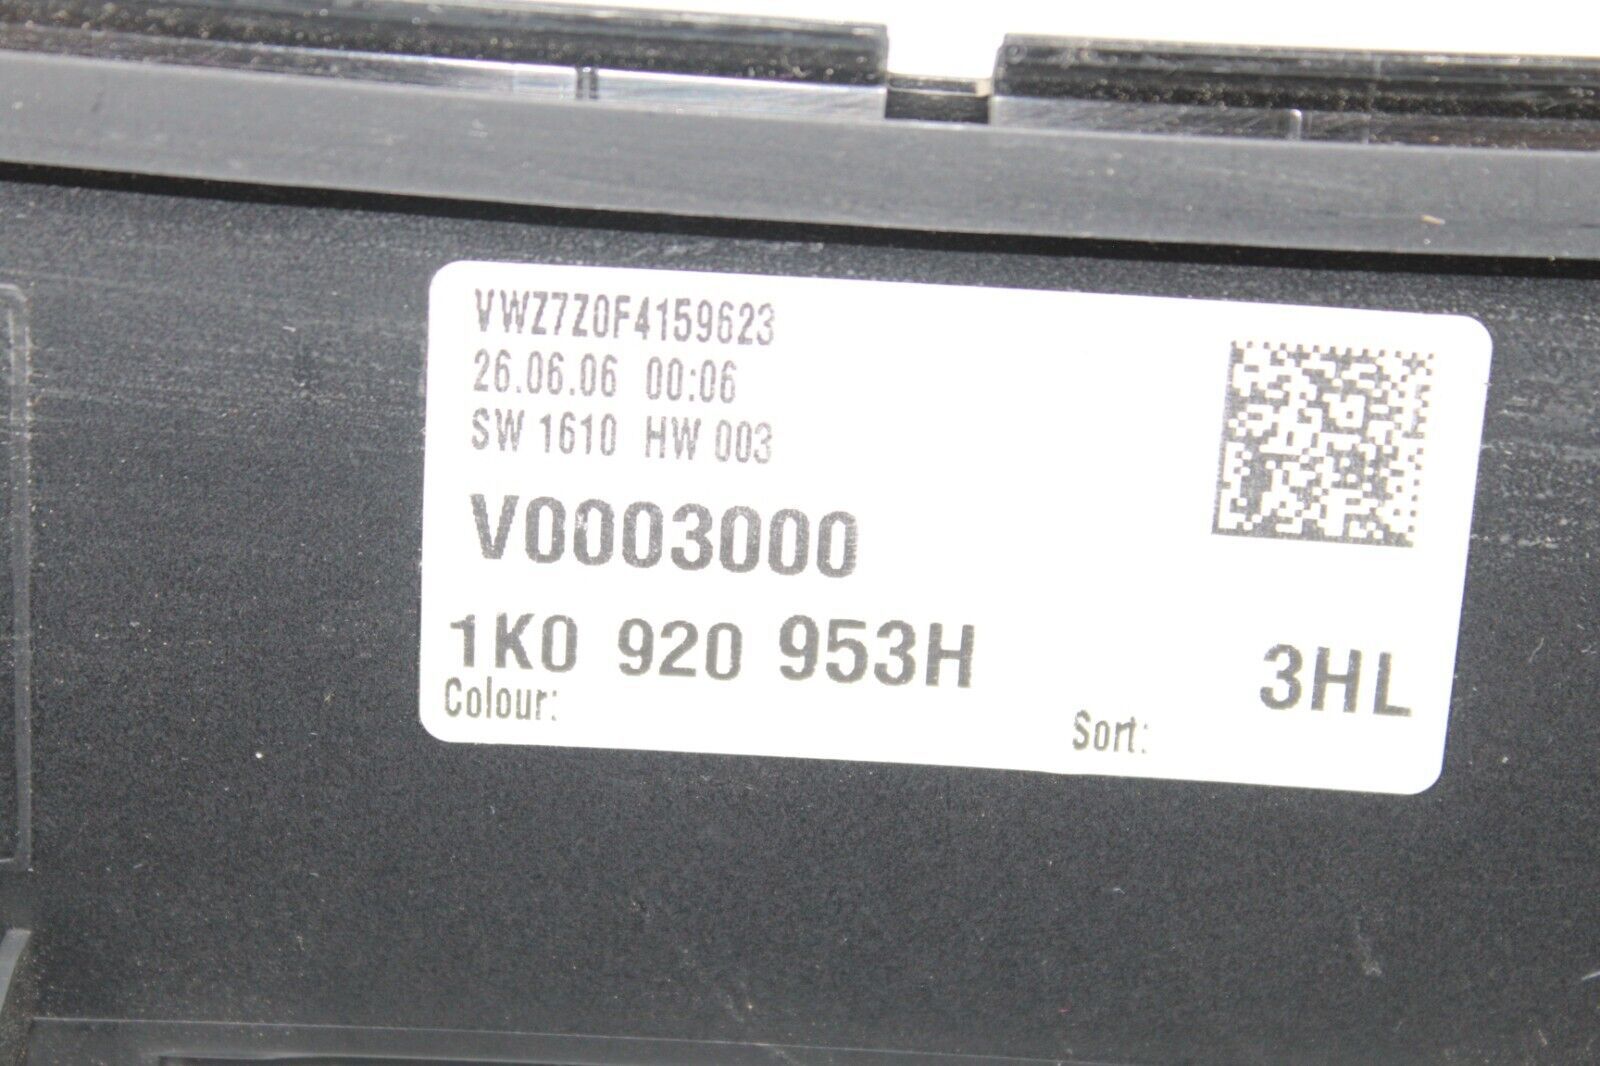 VWZ7Z0F4159623
26.06.06 00:06
SW 1610 HW 003
V0003000
1K0 920 953H 3HL
Colour: Sort: